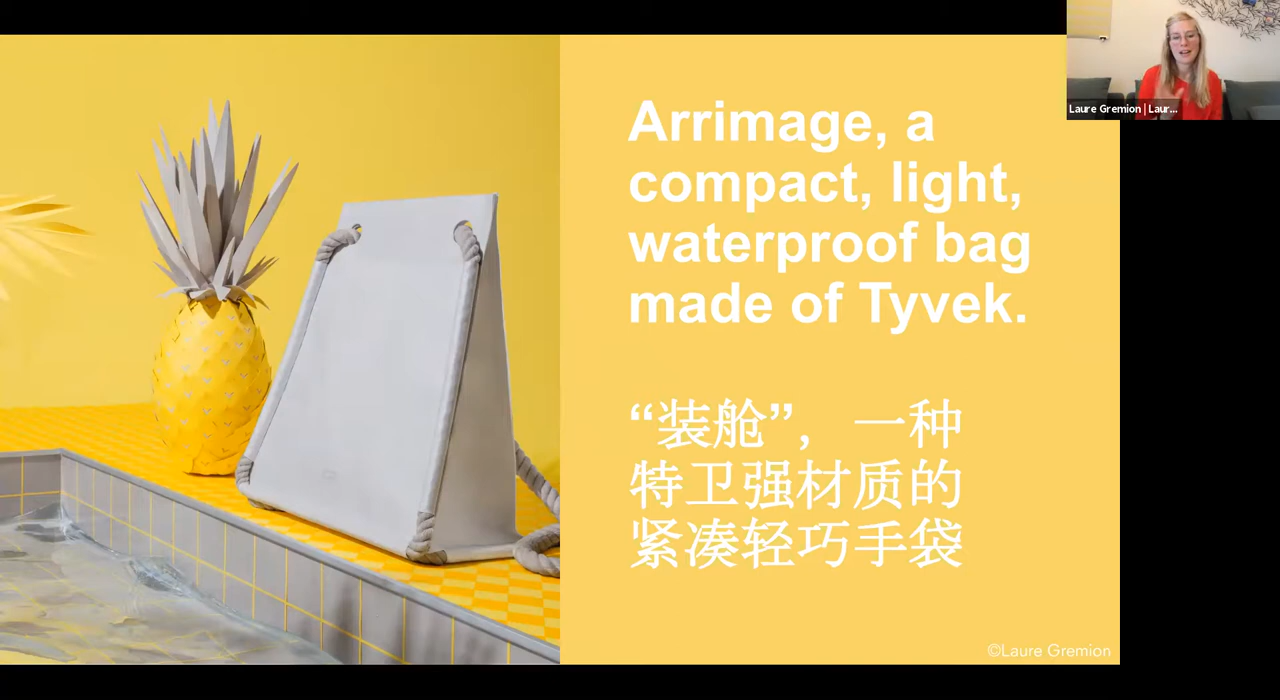 Arrimage, a
compact, light,
waterproof bag
made of Tyvek.
“装舱”，一种
特卫强材质的
紧凑轻巧手袋
©Laure Gremion
Laure Gremion | Laur...